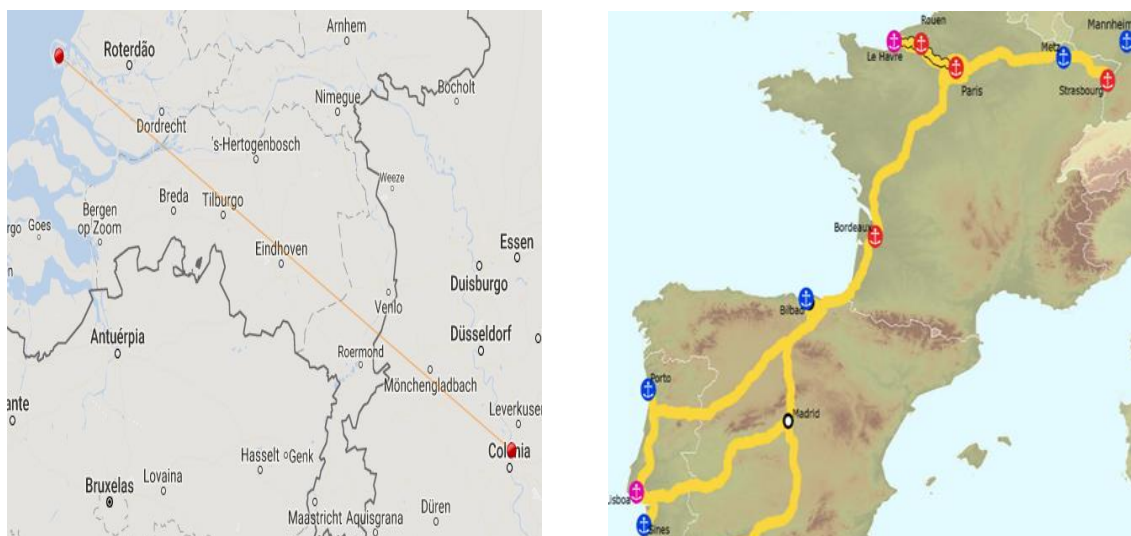 Arnhem
Roterdão
Bocholt
Nimegue
Dordrecht
's-Hertogenbosch
Weeze
Breda
Tilburgo
Bergen
op Zoom
Goes
Essen
Eindhoven
Duisburgo
Venlo
Antuérpia
Düsseldorf
Roermond
Mönchengladbach
Leverkusen
Colonia
Hasselt
Genk
Lovaina
Bruxelas
Düren
Maastricht
Aquisgrana
Rouen
Mannheim
Le Havre
Metz
Paris
Strasbourg
Bordeaux
Bilbao
Porto
Madrid
Lisboa
Sines